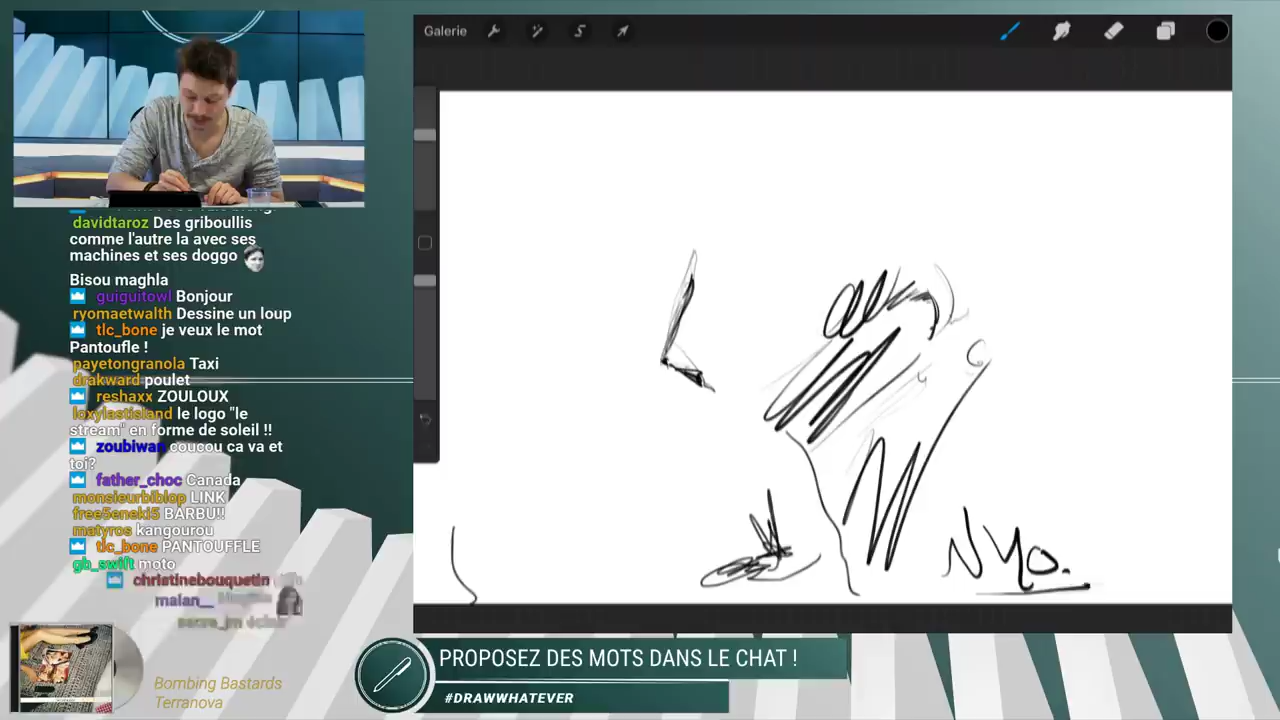 Galerie
davidtaroz Des griboullis
comme l'autre la avec ses
machines et ses doggo
Bisou maghla
guiguitowl Bonjour
ryomaetwalth Dessine un loup
tlc_bone je veux le mot
Pantoufle !
payetongranola Taxi
drakward poulet
reshaxx ZOULOUX
loxylastisland le logo "le
stream" en forme de soleil !!
zoubiwan coucou ca va et
toi?
father_choc Canada
monsieurbiblop LINK
free5eneki5 BARBU!!
matyros kangourou
tlc_bone PANTOUFFLE
gb_swift moto
christinebouquetin
malan__
NYO.
PROPOSEZ DES MOTS DANS LE CHAT !
#DRAWWHATEVER
Bombing Bastards
Terranova